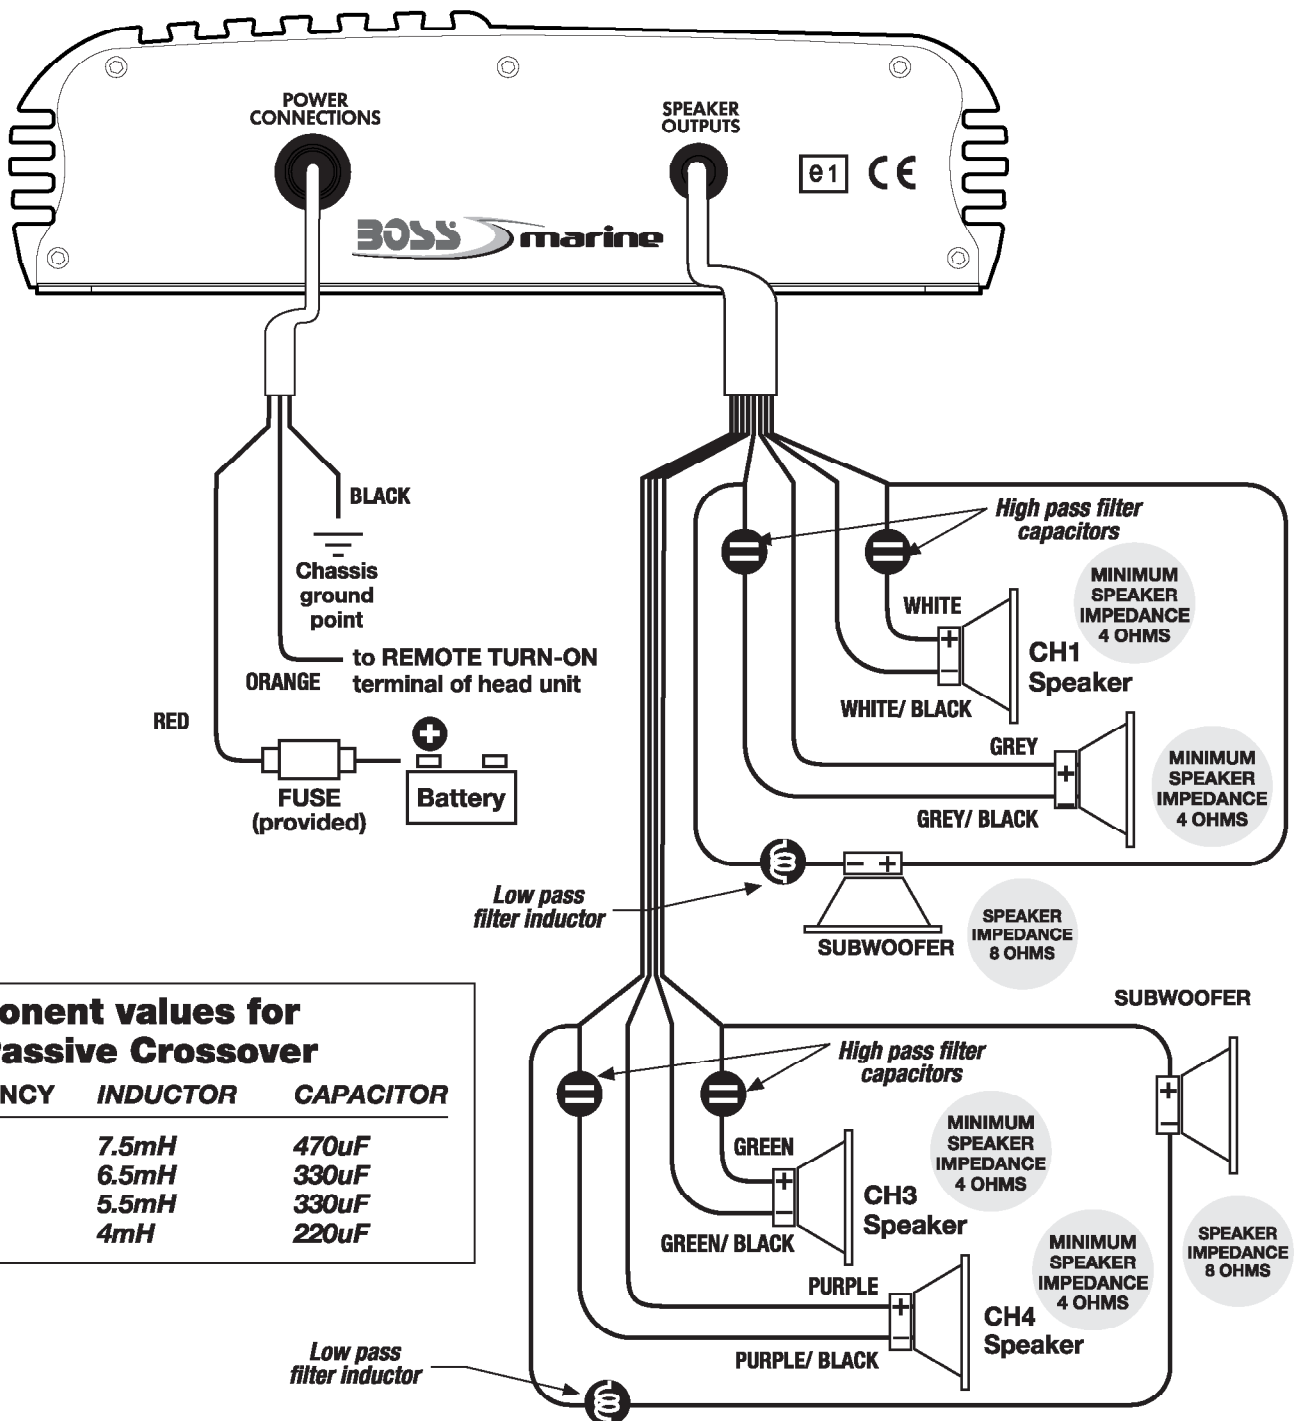 POWER
CONNECTIONS
SPEAKER
OUTPUTS
e1 CE
BOSS marine
BLACK
Chassis
ground
point
to REMOTE TURN-ON
terminal of head unit
ORANGE
RED
FUSE
(provided)
+
Battery
High pass filter
capacitors
MINIMUM
SPEAKER
IMPEDANCE
4 OHMS
WHITE
+
–
CH1
Speaker
WHITE/ BLACK
GREY
+
–
MINIMUM
SPEAKER
IMPEDANCE
4 OHMS
GREY/ BLACK
– +
Low pass
filter inductor
SUBWOOFER
SPEAKER
IMPEDANCE
8 OHMS
onent values for
assive Crossover
NCY INDUCTOR CAPACITOR
7.5mH 470uF
6.5mH 330uF
5.5mH 330uF
4mH 220uF
SUBWOOFER
+
–
SPEAKER
IMPEDANCE
8 OHMS
High pass filter
capacitors
MINIMUM
SPEAKER
IMPEDANCE
4 OHMS
GREEN
+
–
CH3
Speaker
GREEN/ BLACK
MINIMUM
SPEAKER
IMPEDANCE
4 OHMS
PURPLE
+
–
CH4
Speaker
PURPLE/ BLACK
Low pass
filter inductor